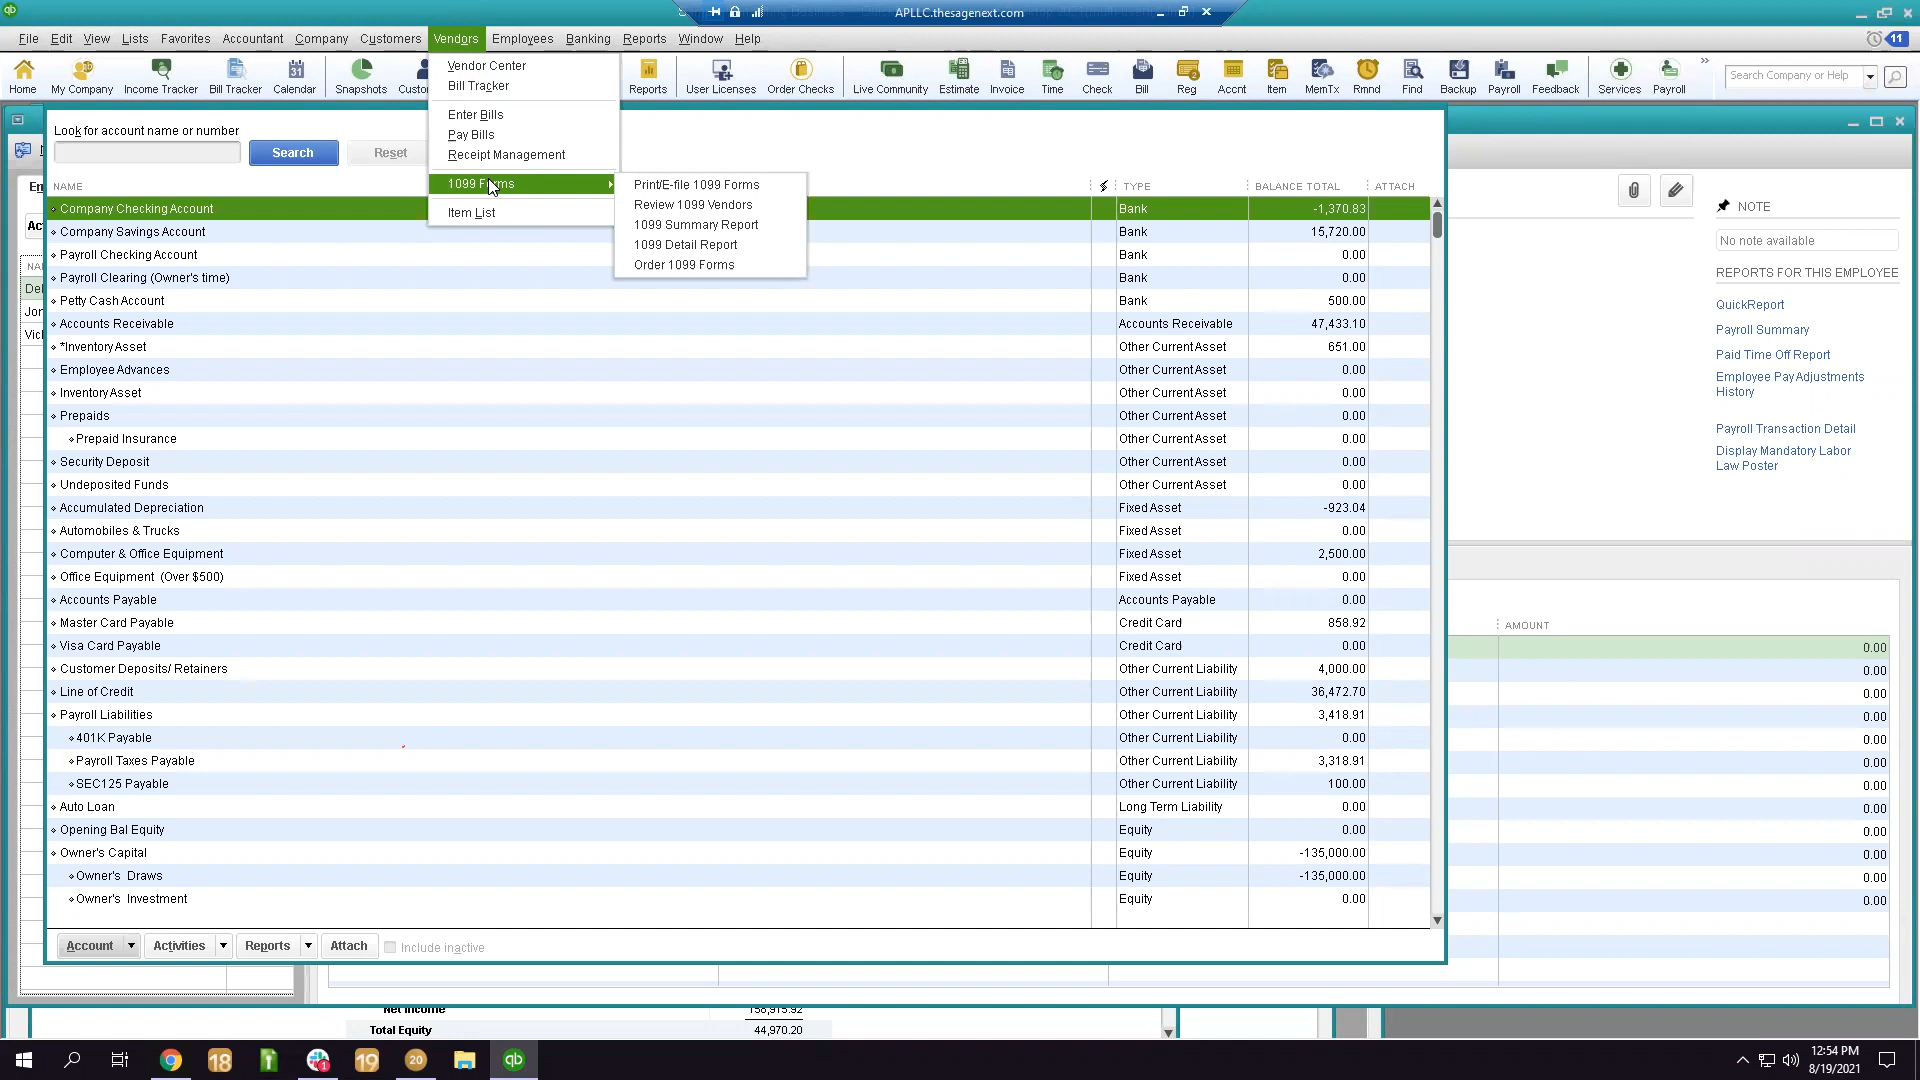 APLLC.thesagenext.com
File Edit View Lists Favorites Accountant Company Customers Vendors Employees Banking Reports Window Help
11
Home My Company Income Tracker Bill Tracker Calendar Snapshots Reports User Licenses Order Checks Live Community Estimate Invoice Time Check Bill Reg Accnt Item MemTx Rmnd Find Backup Payroll Feedback Services Payroll
Search Company or Help
Vendor Center
Bill Tracker
Enter Bills
Pay Bills
Receipt Management
1099 Forms
Item List
Print/E-file 1099 Forms
Review 1099 Vendors
1099 Summary Report
1099 Detail Report
Order 1099 Forms
Look for account name or number
Search Reset
NAME TYPE BALANCE TOTAL ATTACH
Company Checking Account Bank -1,370.83
Company Savings Account Bank 15,720.00
Payroll Checking Account Bank 0.00
Payroll Clearing (Owner's time) Bank 0.00
Petty Cash Account Bank 500.00
Accounts Receivable Accounts Receivable 47,433.10
*Inventory Asset Other Current Asset 651.00
Employee Advances Other Current Asset 0.00
Inventory Asset Other Current Asset 0.00
Prepaids Other Current Asset 0.00
Prepaid Insurance Other Current Asset 0.00
Security Deposit Other Current Asset 0.00
Undeposited Funds Other Current Asset 0.00
Accumulated Depreciation Fixed Asset -923.04
Automobiles & Trucks Fixed Asset 0.00
Computer & Office Equipment Fixed Asset 2,500.00
Office Equipment (Over $500) Fixed Asset 0.00
Accounts Payable Accounts Payable 0.00
Master Card Payable Credit Card 858.92
Visa Card Payable Credit Card 0.00
Customer Deposits/ Retainers Other Current Liability 4,000.00
Line of Credit Other Current Liability 36,472.70
Payroll Liabilities Other Current Liability 3,418.91
401K Payable Other Current Liability 0.00
Payroll Taxes Payable Other Current Liability 3,318.91
SEC125 Payable Other Current Liability 100.00
Auto Loan Long Term Liability 0.00
Opening Bal Equity Equity 0.00
Owner's Capital Equity -135,000.00
Owner's Draws Equity -135,000.00
Owner's Investment Equity 0.00
Account Activities Reports Attach Include inactive
NOTE
No note available
REPORTS FOR THIS EMPLOYEE
QuickReport
Payroll Summary
Paid Time Off Report
Employee Pay Adjustments
History
Payroll Transaction Detail
Display Mandatory Labor
Law Poster
AMOUNT
0.00
0.00
0.00
0.00
0.00
0.00
0.00
0.00
0.00
0.00
0.00
0.00
Net Income 158,915.92
Total Equity 44,970.20
18 19 20 qb
12:54 PM
8/19/2021